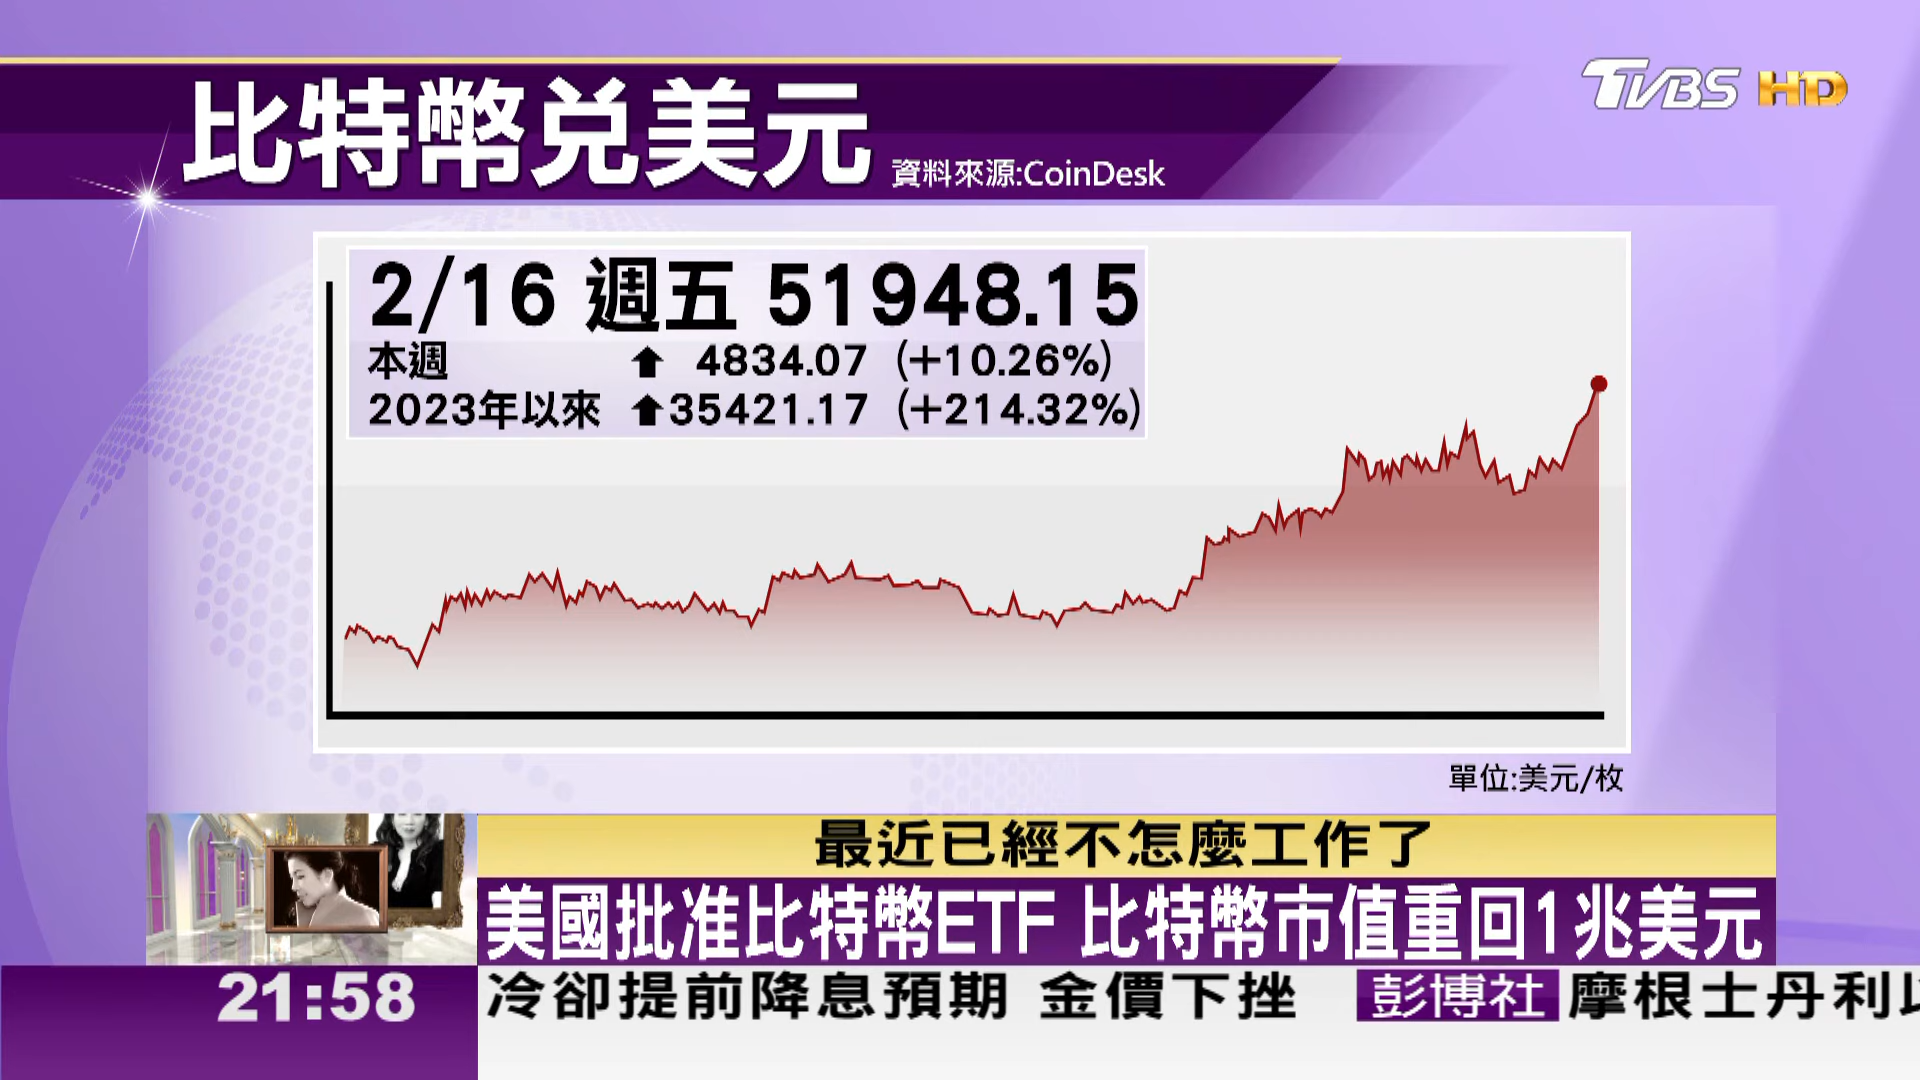 比特幣兌美元
資料來源:CoinDesk
TVBS HD
2/16 週五 51948.15
本週 ⬆ 4834.07 (+10.26%)
2023年以來 ⬆35421.17 (+214.32%)
單位:美元/枚
最近已經不怎麼工作了
美國批准比特幣ETF 比特幣市值重回1兆美元
21:58
冷卻提前降息預期 金價下挫 彭博社 摩根士丹利以